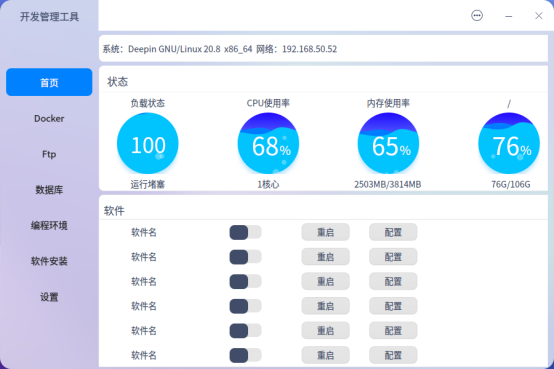 开发管理工具
系统：Deepin GNU/Linux 20.8 x86_64 网络：192.168.50.52
首页
Docker
Ftp
数据库
编程环境
软件安装
设置
状态
负载状态 CPU使用率 内存使用率 /
100 68% 65% 76%
运行堵塞 1核心 2503MB/3814MB 76G/106G
软件
软件名 重启 配置
软件名 重启 配置
软件名 重启 配置
软件名 重启 配置
软件名 重启 配置
软件名 重启 配置